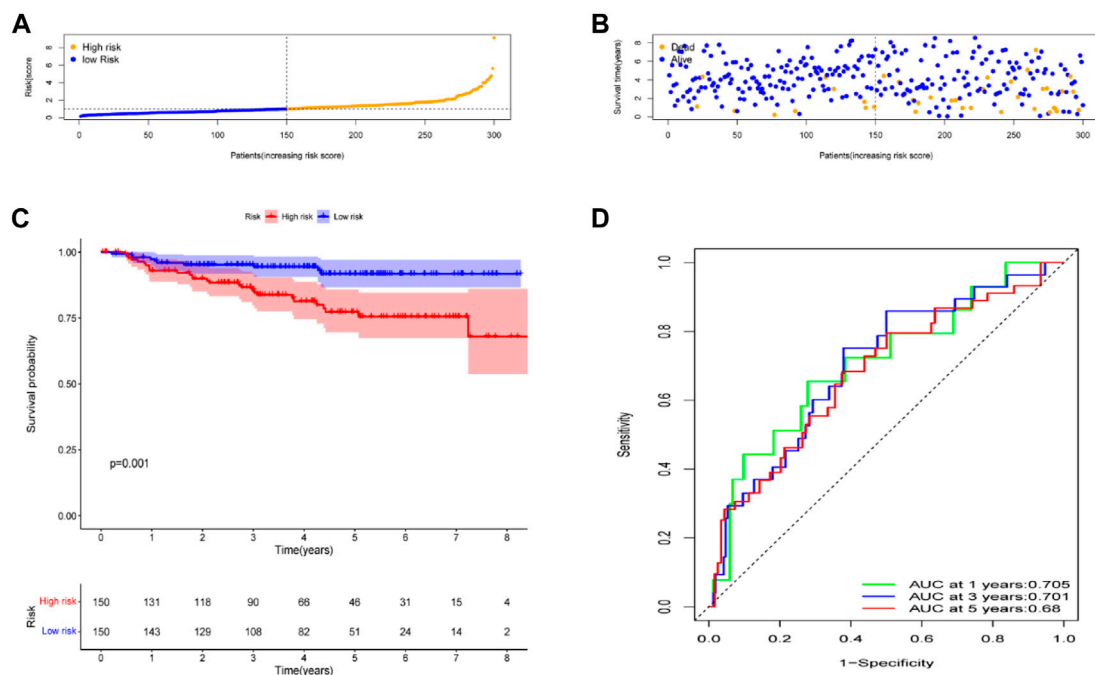 A
High risk
low Risk
Risk score
8
6
4
2
0
0 50 100 150 200 250 300
Patients(increasing risk score)
B
Dead
Alive
Survival time(years)
8
6
4
2
0
0 50 100 150 200 250 300
Patients(increasing risk score)
C
Risk High risk Low risk
Survival probability
1.00
0.75
0.50
0.25
0.00
p=0.001
0 1 2 3 4 5 6 7 8
Time(years)
Risk
High risk 150 131 118 90 66 46 31 15 4
Low risk 150 143 129 108 82 51 24 14 2
0 1 2 3 4 5 6 7 8
Time(years)
D
Sensitivity
1.0
0.8
0.6
0.4
0.2
0.0
AUC at 1 years:0.705
AUC at 3 years:0.701
AUC at 5 years:0.68
0.0 0.2 0.4 0.6 0.8 1.0
1-Specificity